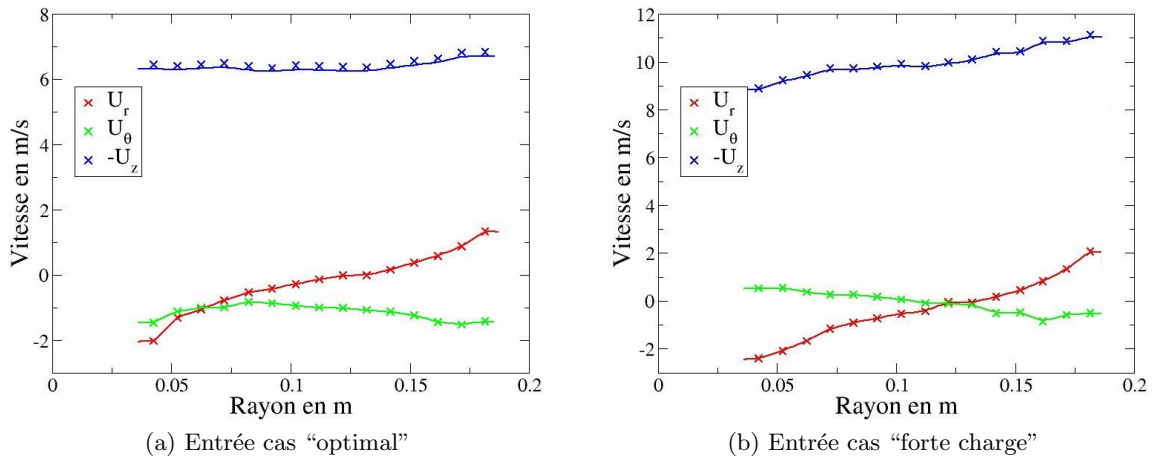 8
6
4
2
0
-2
0
0.05
0.1
0.15
0.2
Vitesse en m/s
Rayon en m
U_r
U_θ
-U_z
(a) Entrée cas “optimal”
12
10
8
6
4
2
0
-2
0
0.05
0.1
0.15
0.2
Vitesse en m/s
Rayon en m
U_r
U_θ
-U_z
(b) Entrée cas “forte charge”